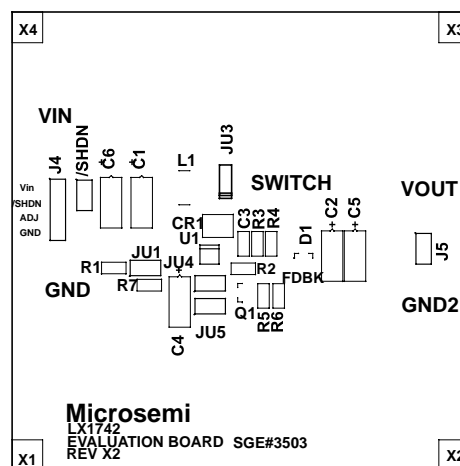 X4
X3
VIN
J4
/SHDN
C6
+
C1
+
L1
JU3
SWITCH
VOUT
Vin
/SHDN
ADJ
GND
CR1
U1
C3
R3
R4
D1
C2
+
C5
+
J5
R1
JU1
JU4
R2
FDBK
GND
R7
+
C4
JU5
Q1
R5
R6
GND2
Microsemi
LX1742
EVALUATION BOARD SGE#3503
REV X2
X1
X2